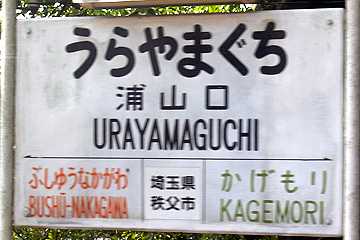 うらやまぐち
浦山口
URAYAMAGUCHI
ぶしゅうなかがわ
BUSHŪ-NAKAGAWA
埼玉県
秩父市
かげもり
KAGEMORI